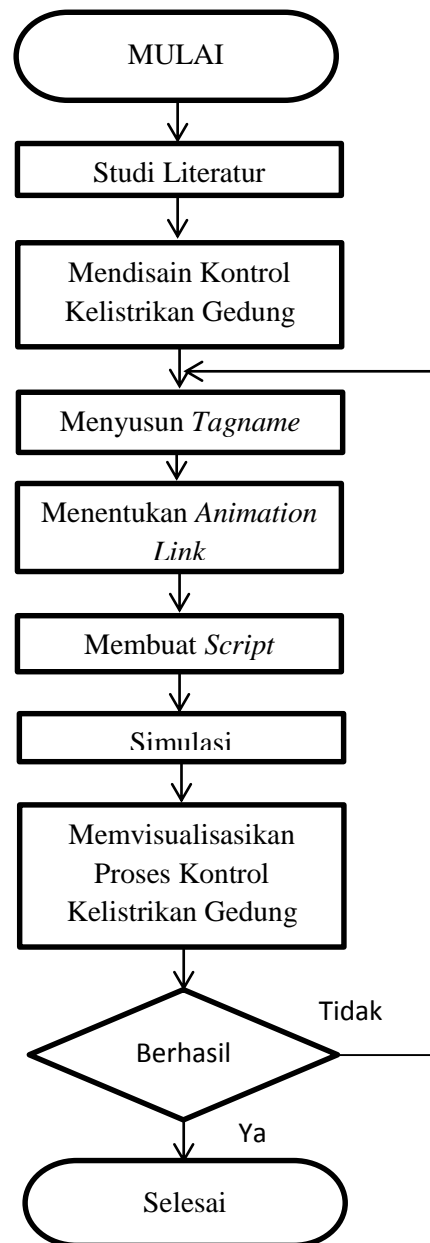 MULAI
Studi Literatur
Mendisain Kontrol
Kelistrikan Gedung
Menyusun Tagname
Menentukan Animation
Link
Membuat Script
Simulasi
Memvisualisasikan
Proses Kontrol
Kelistrikan Gedung
Tidak
Berhasil
Ya
Selesai